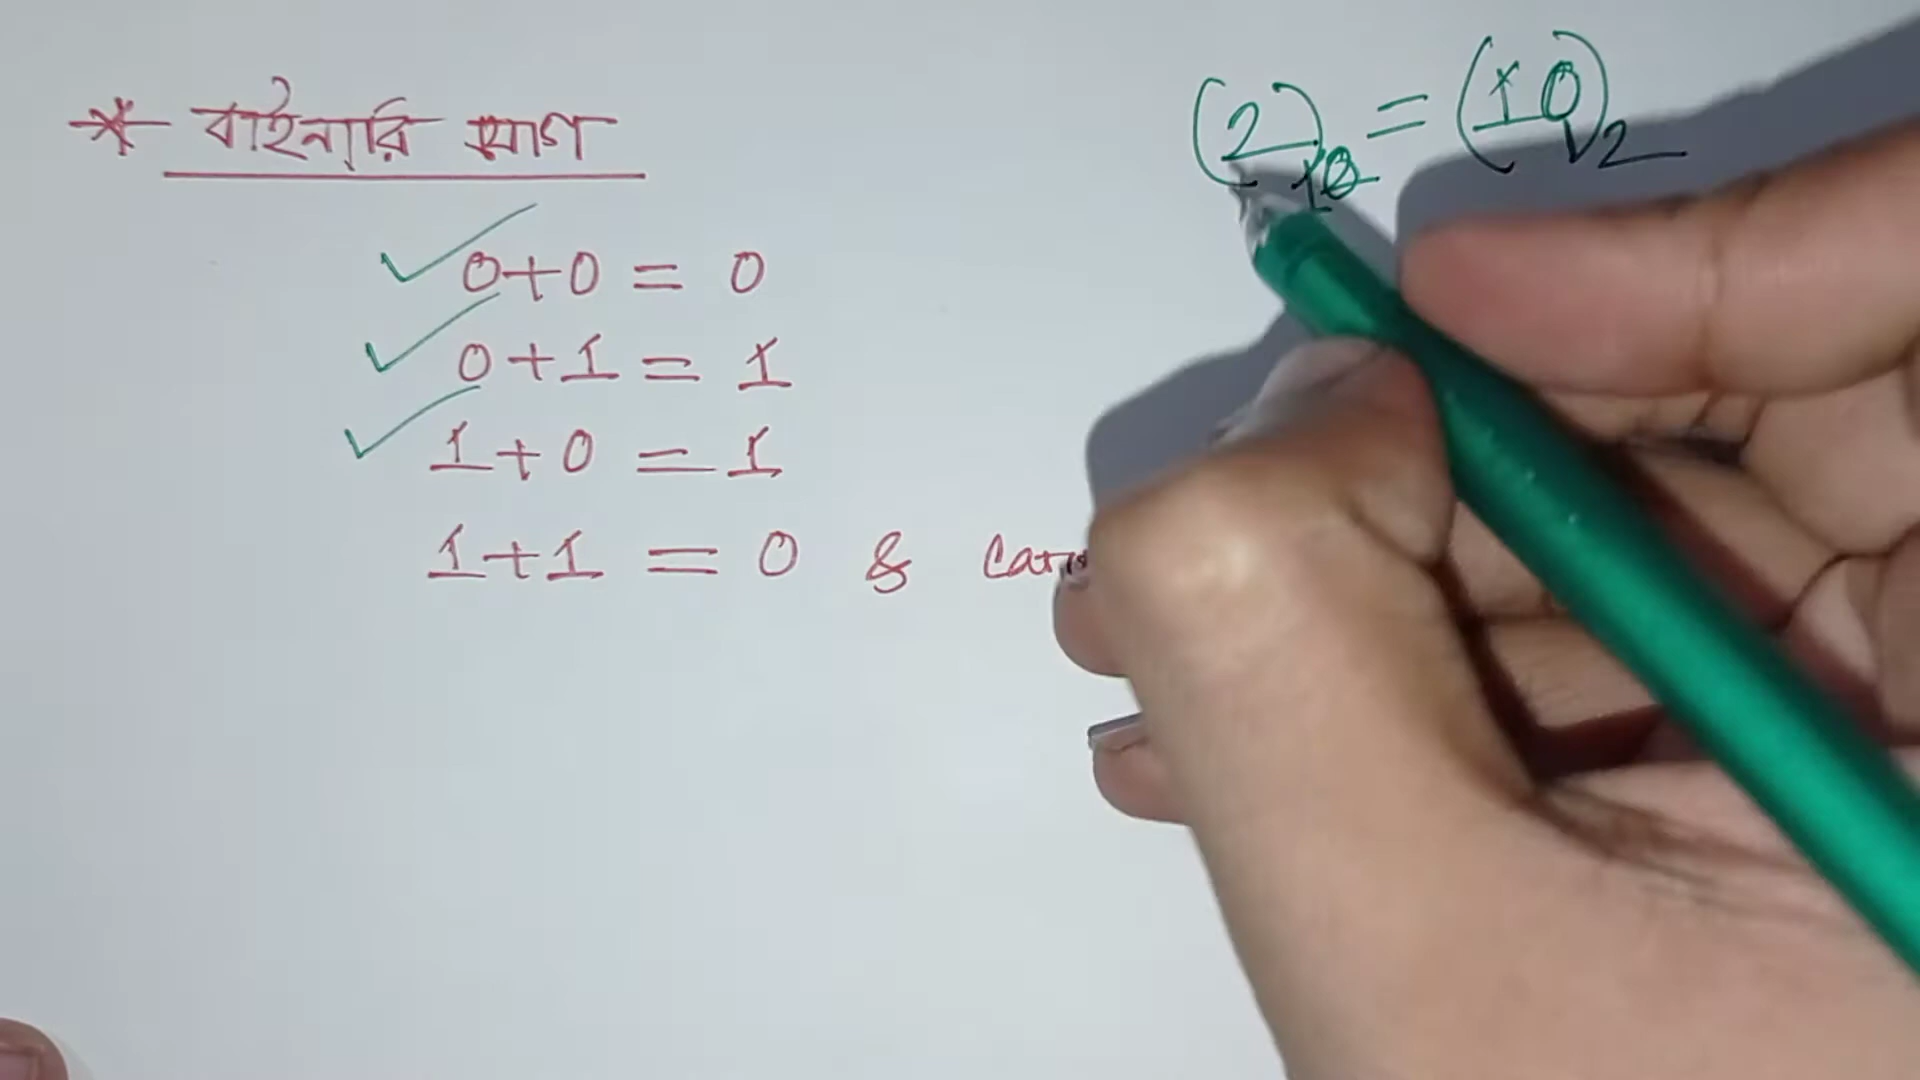 * বাইনারি যোগ
(2)₁₀ = (10)₂
0+0 = 0
0+1 = 1
1+0 = 1
1+1 = 0 &